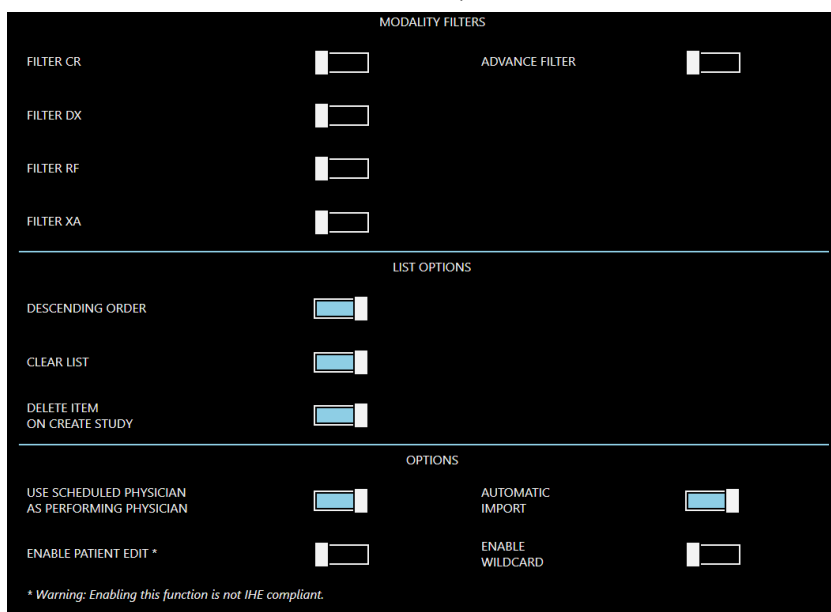 MODALITY FILTERS
FILTER CR
ADVANCE FILTER
FILTER DX
FILTER RF
FILTER XA
LIST OPTIONS
DESCENDING ORDER
CLEAR LIST
DELETE ITEM
ON CREATE STUDY
OPTIONS
USE SCHEDULED PHYSICIAN
AS PERFORMING PHYSICIAN
AUTOMATIC
IMPORT
ENABLE PATIENT EDIT *
ENABLE
WILDCARD
* Warning: Enabling this function is not IHE compliant.